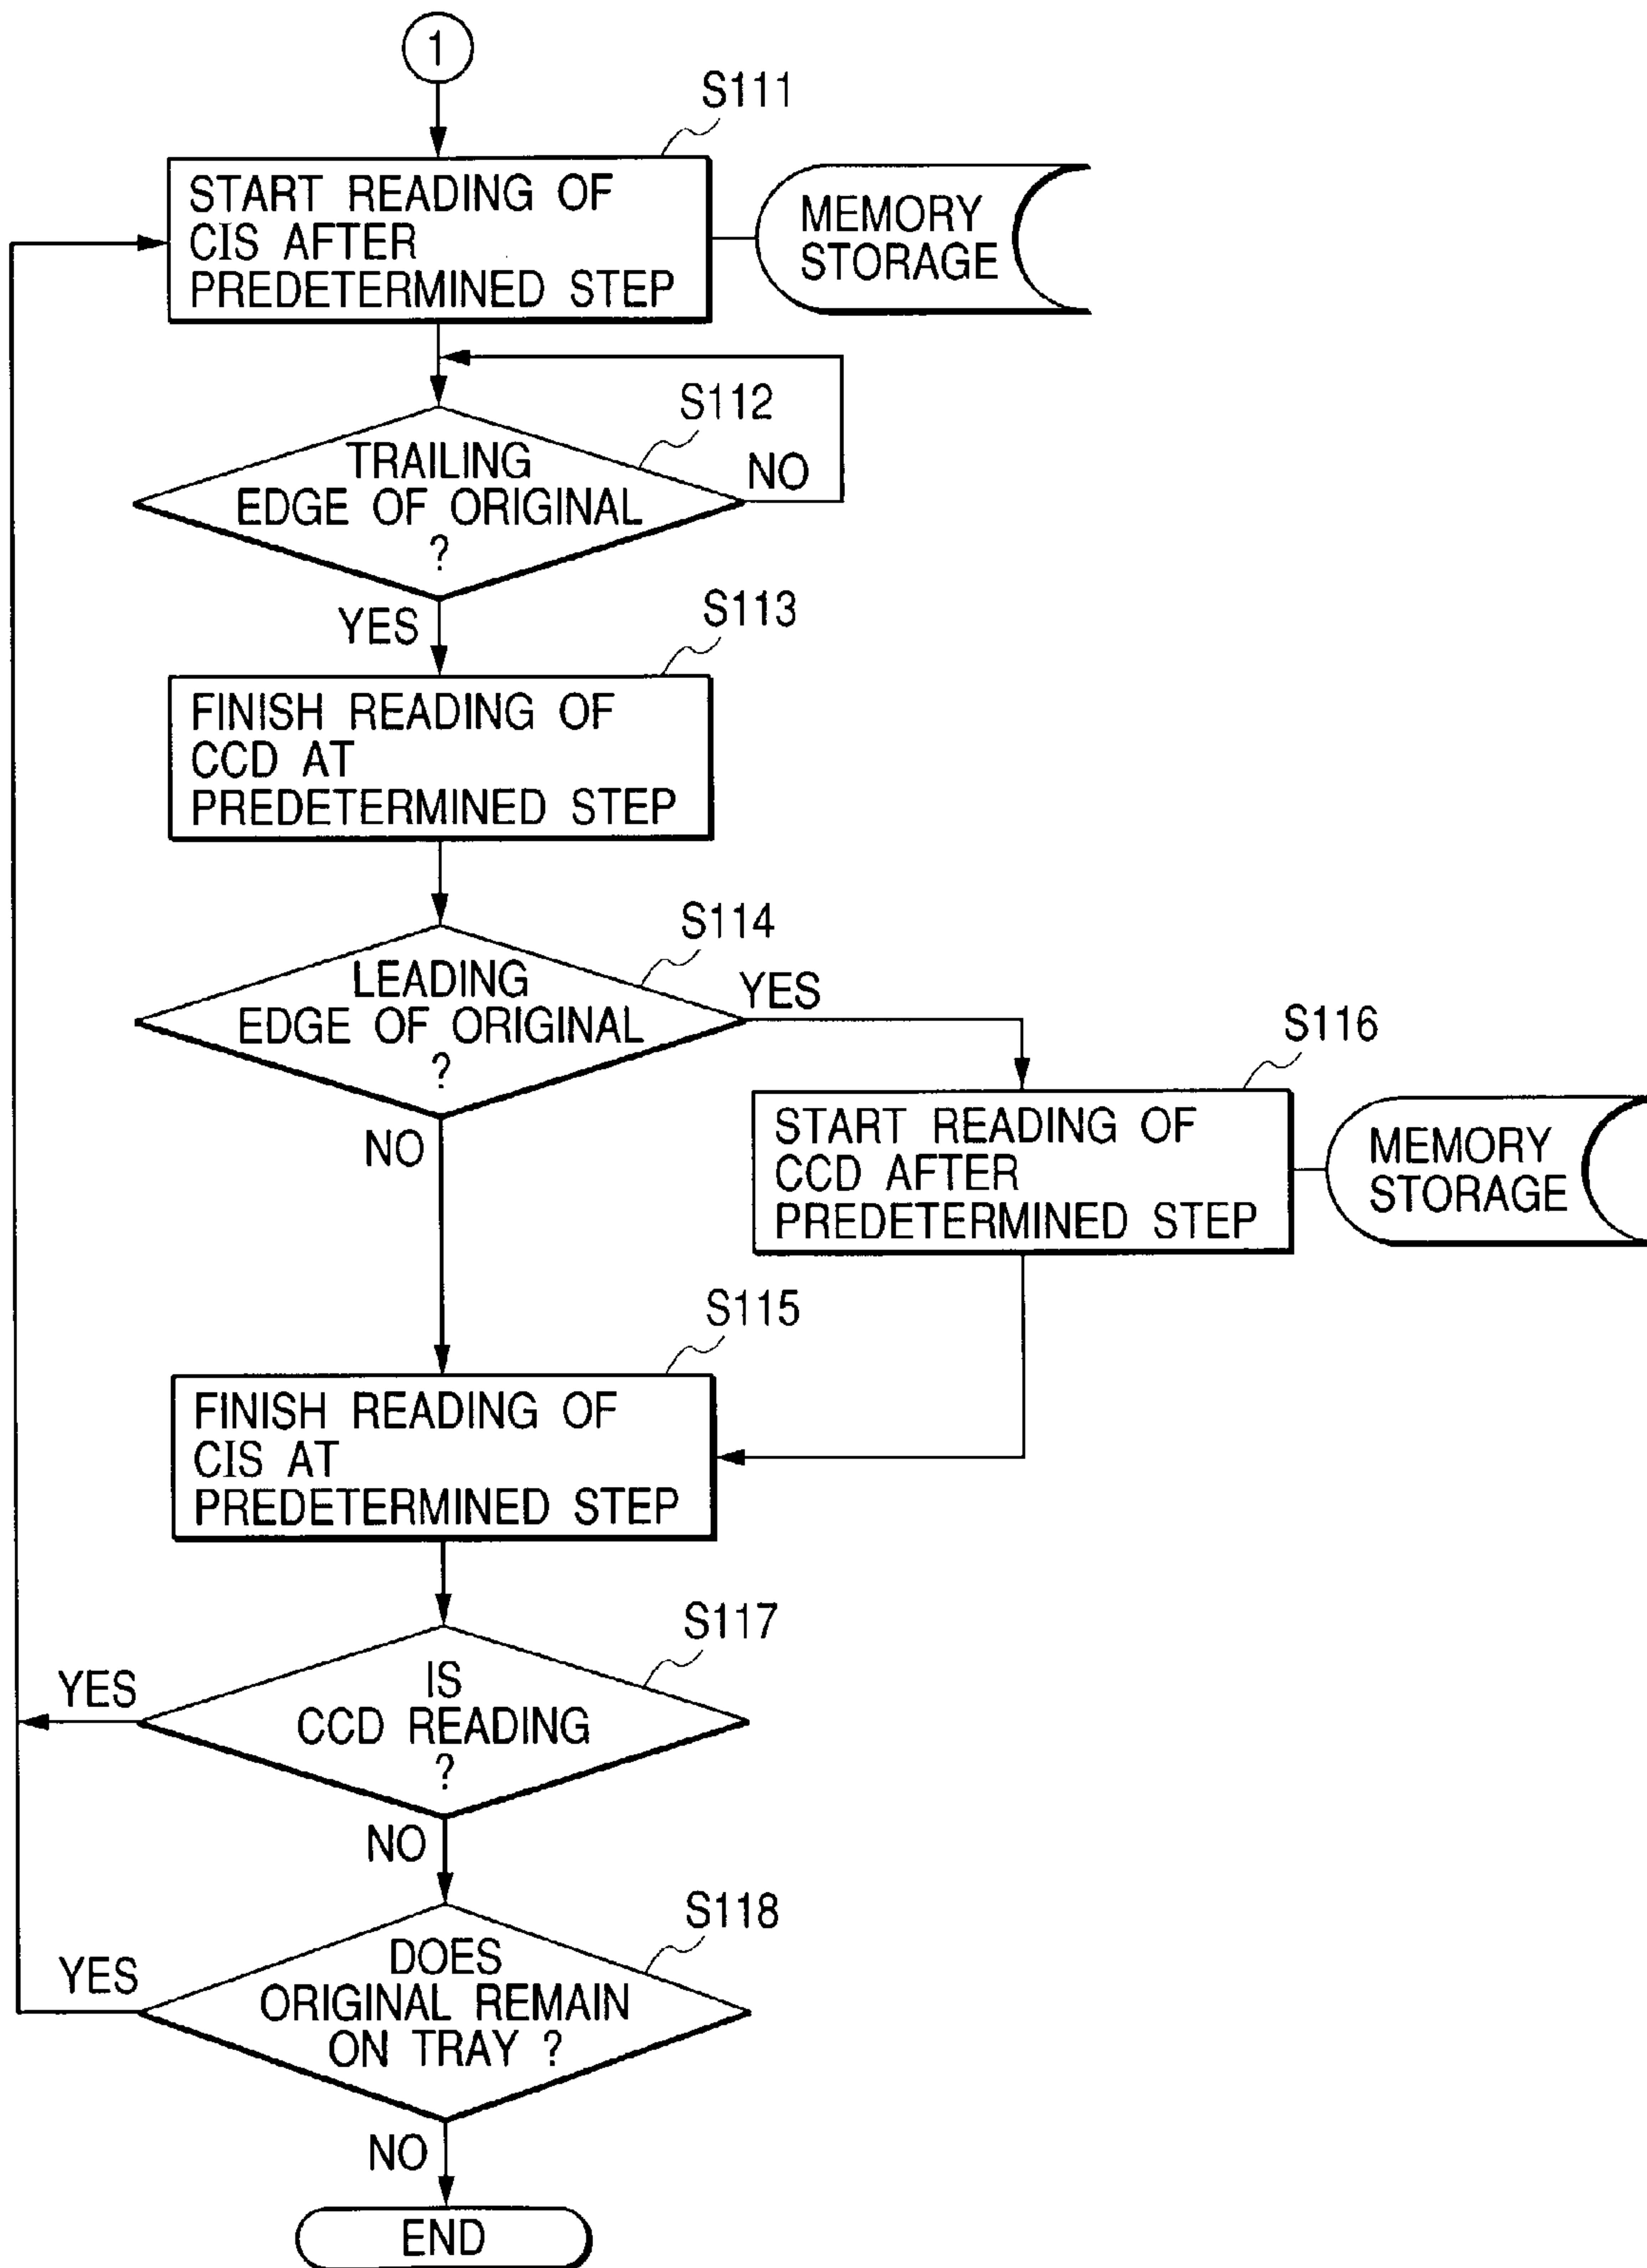 1
S111
START READING OF
CIS AFTER
PREDETERMINED STEP
MEMORY
STORAGE
S112
TRAILING
EDGE OF ORIGINAL
?
NO
YES
S113
FINISH READING OF
CCD AT
PREDETERMINED STEP
S114
LEADING
EDGE OF ORIGINAL
?
YES
NO
S116
START READING OF
CCD AFTER
PREDETERMINED STEP
MEMORY
STORAGE
S115
FINISH READING OF
CIS AT
PREDETERMINED STEP
S117
IS
CCD READING
?
YES
NO
S118
DOES
ORIGINAL REMAIN
ON TRAY ?
YES
NO
END